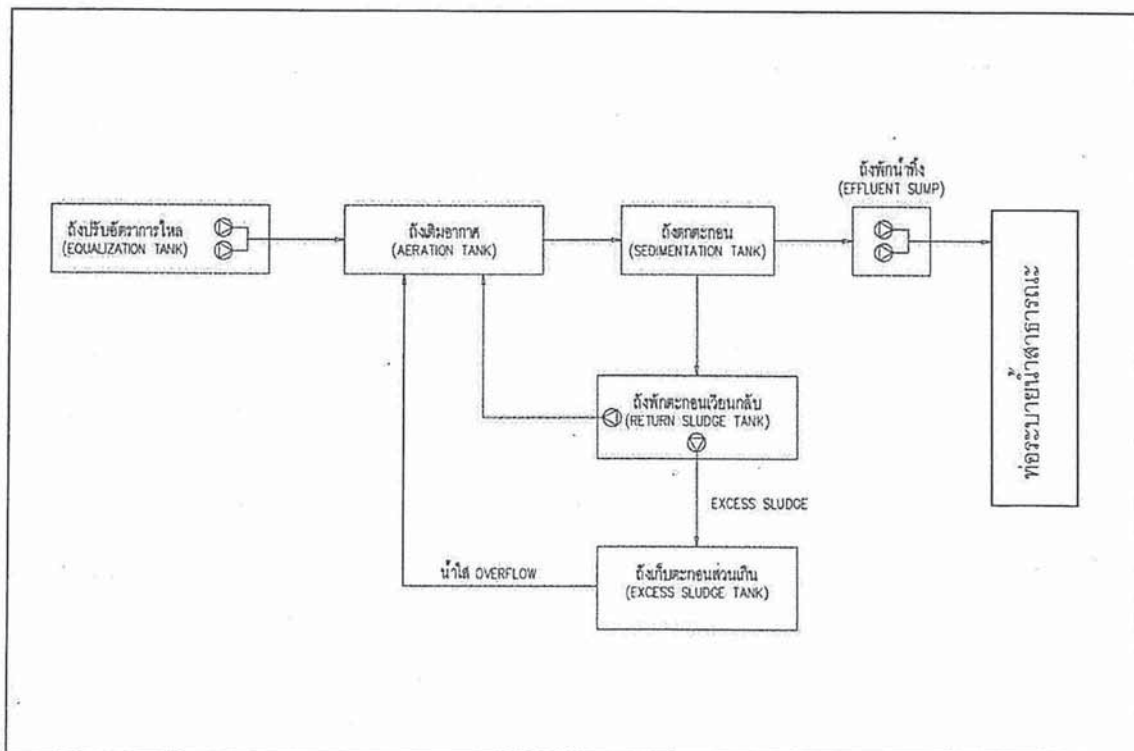 ถังปรับอัตราการไหล
(EQUALIZATION TANK)
ถังเติมอากาศ
(AERATION TANK)
ถังตกตะกอน
(SEDIMENTATION TANK)
ถังพักน้ำทิ้ง
(EFFLUENT SUMP)
ท่อระบายน้ำสาธารณะ
ถังพักตะกอนเวียนกลับ
(RETURN SLUDGE TANK)
EXCESS SLUDGE
น้ำใส OVERFLOW
ถังเก็บตะกอนส่วนเกิน
(EXCESS SLUDGE TANK)